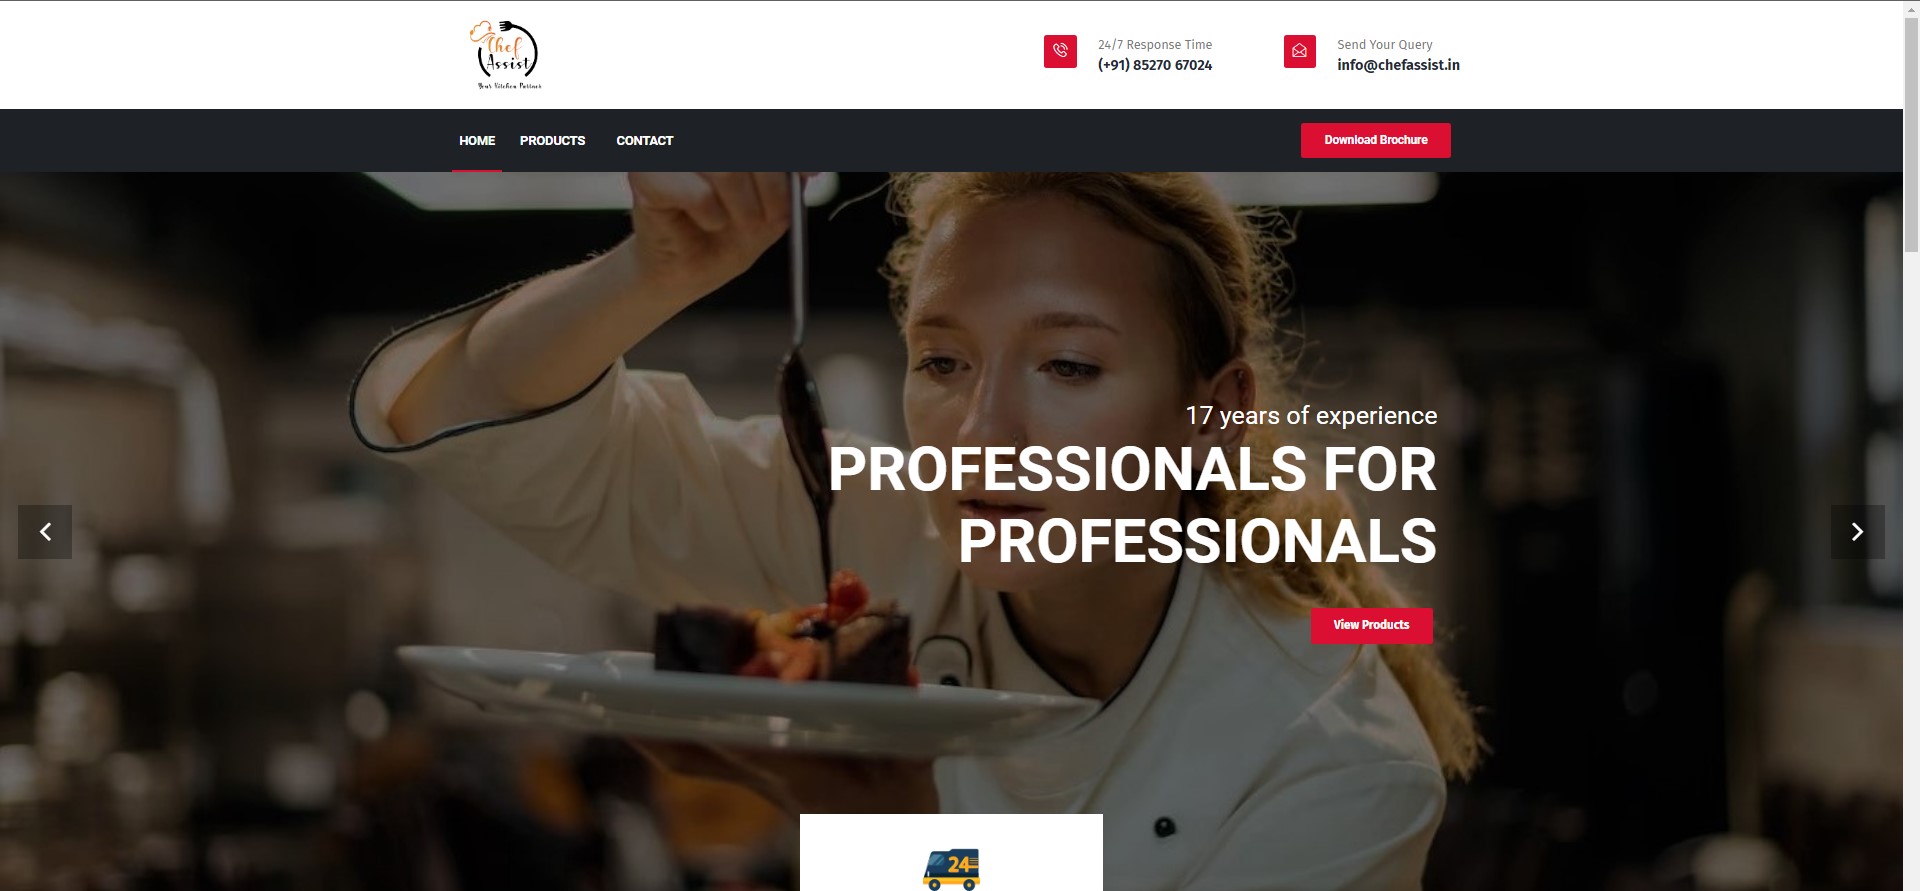 Chef
Assist
Your Kitchen Partner
24/7 Response Time
(+91) 85270 67024
Send Your Query
info@chefassist.in
HOME
PRODUCTS
CONTACT
Download Brochure
17 years of experience
PROFESSIONALS FOR
PROFESSIONALS
View Products
24